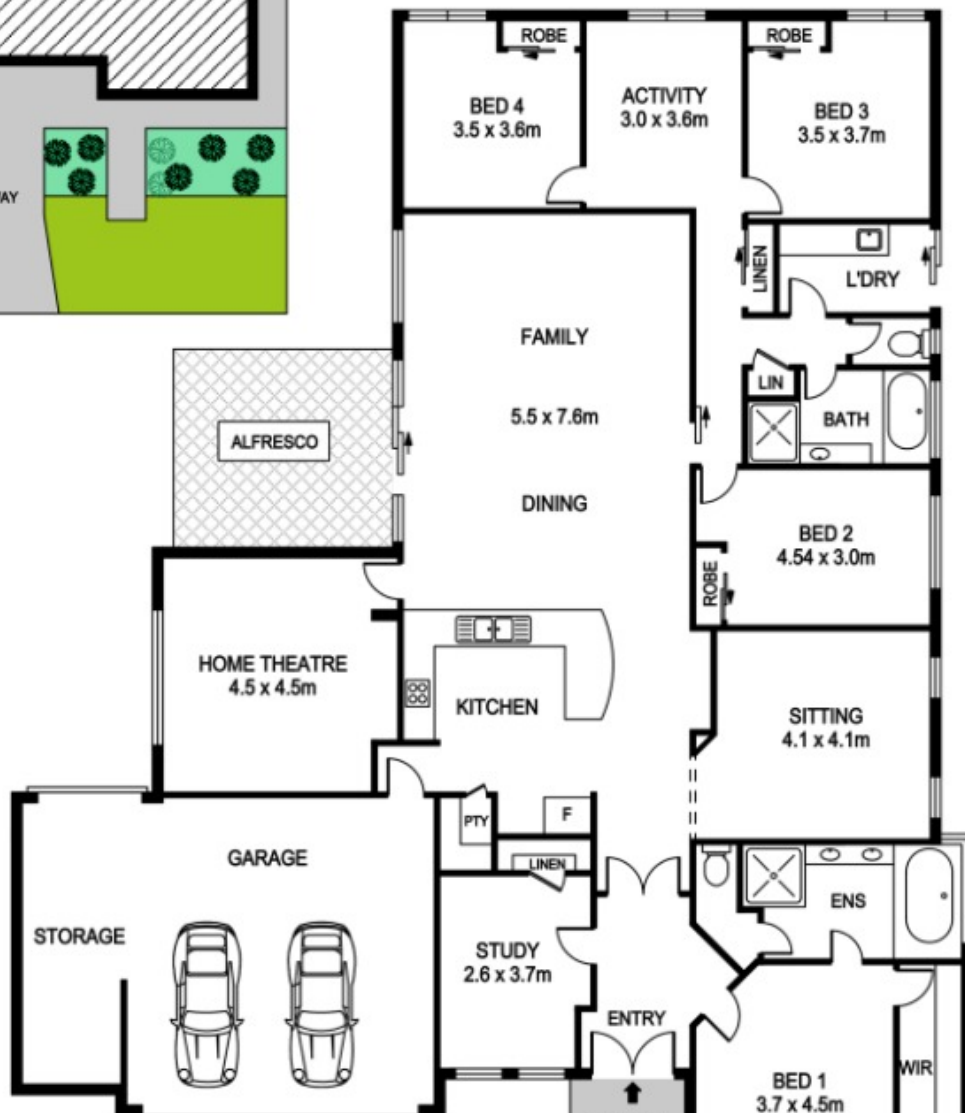 ROBE
ROBE
BED 4
3.5 x 3.6m
ACTIVITY
3.0 x 3.6m
BED 3
3.5 x 3.7m
LINEN
L'DRY
FAMILY
5.5 x 7.6m
DINING
LIN
BATH
ALFRESCO
BED 2
4.54 x 3.0m
ROBE
HOME THEATRE
4.5 x 4.5m
KITCHEN
SITTING
4.1 x 4.1m
PTY
F
LINEN
GARAGE
STORAGE
STUDY
2.6 x 3.7m
ENS
ENTRY
WIR
BED 1
3.7 x 4.5m